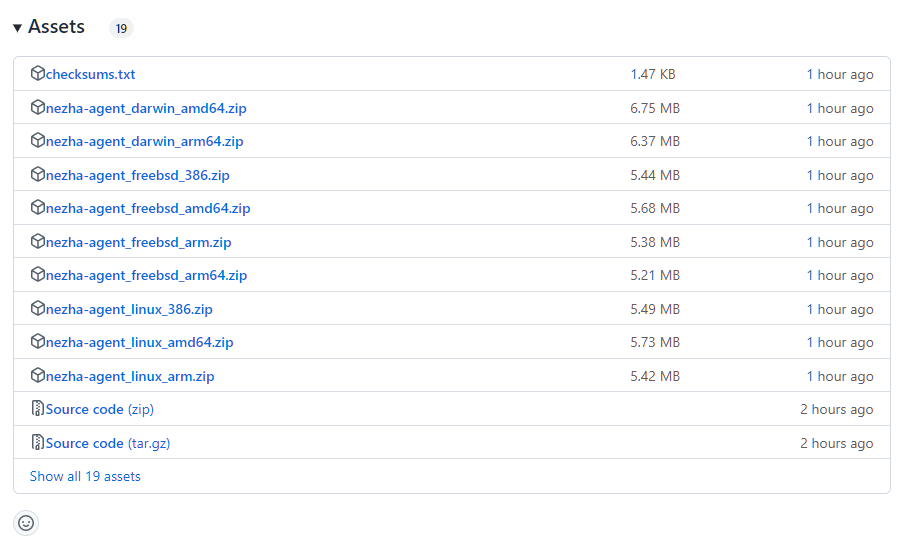 Assets 19
checksums.txt 1.47 KB 1 hour ago
nezha-agent_darwin_amd64.zip 6.75 MB 1 hour ago
nezha-agent_darwin_arm64.zip 6.37 MB 1 hour ago
nezha-agent_freebsd_386.zip 5.44 MB 1 hour ago
nezha-agent_freebsd_amd64.zip 5.68 MB 1 hour ago
nezha-agent_freebsd_arm.zip 5.38 MB 1 hour ago
nezha-agent_freebsd_arm64.zip 5.21 MB 1 hour ago
nezha-agent_linux_386.zip 5.49 MB 1 hour ago
nezha-agent_linux_amd64.zip 5.73 MB 1 hour ago
nezha-agent_linux_arm.zip 5.42 MB 1 hour ago
Source code (zip) 2 hours ago
Source code (tar.gz) 2 hours ago
Show all 19 assets